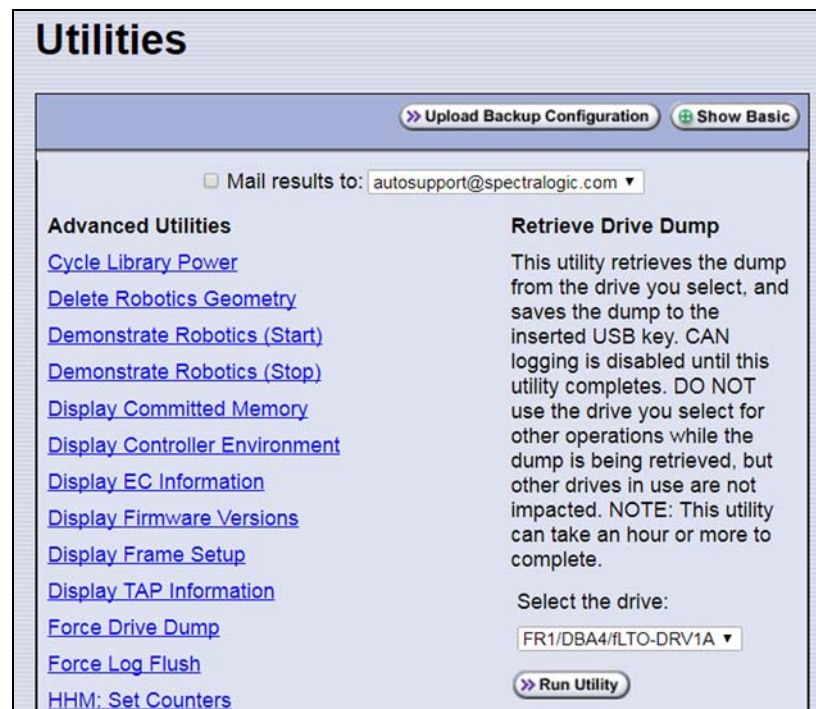 Utilities
Upload Backup Configuration
Show Basic
Mail results to: autosupport@spectralogic.com
Advanced Utilities
Cycle Library Power
Delete Robotics Geometry
Demonstrate Robotics (Start)
Demonstrate Robotics (Stop)
Display Committed Memory
Display Controller Environment
Display EC Information
Display Firmware Versions
Display Frame Setup
Display TAP Information
Force Drive Dump
Force Log Flush
HHM: Set Counters
Retrieve Drive Dump
This utility retrieves the dump
from the drive you select, and
saves the dump to the
inserted USB key. CAN
logging is disabled until this
utility completes. DO NOT
use the drive you select for
other operations while the
dump is being retrieved, but
other drives in use are not
impacted. NOTE: This utility
can take an hour or more to
complete.
Select the drive:
FR1/DBA4/fLTO-DRV1A
Run Utility